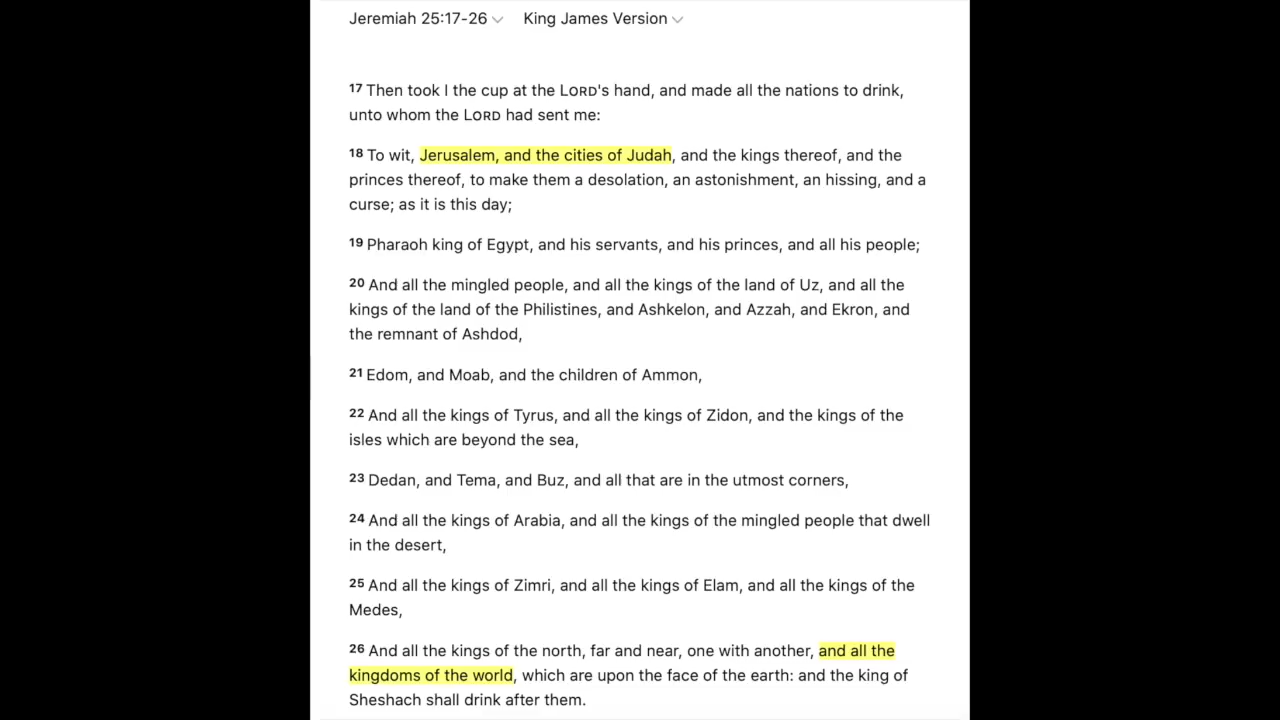 Jeremiah 25:17-26 King James Version
17 Then took I the cup at the LORD's hand, and made all the nations to drink,
unto whom the LORD had sent me:
18 To wit, Jerusalem, and the cities of Judah, and the kings thereof, and the
princes thereof, to make them a desolation, an astonishment, an hissing, and a
curse; as it is this day;
19 Pharaoh king of Egypt, and his servants, and his princes, and all his people;
20 And all the mingled people, and all the kings of the land of Uz, and all the
kings of the land of the Philistines, and Ashkelon, and Azzah, and Ekron, and
the remnant of Ashdod,
21 Edom, and Moab, and the children of Ammon,
22 And all the kings of Tyrus, and all the kings of Zidon, and the kings of the
isles which are beyond the sea,
23 Dedan, and Tema, and Buz, and all that are in the utmost corners,
24 And all the kings of Arabia, and all the kings of the mingled people that dwell
in the desert,
25 And all the kings of Zimri, and all the kings of Elam, and all the kings of the
Medes,
26 And all the kings of the north, far and near, one with another, and all the
kingdoms of the world, which are upon the face of the earth: and the king of
Sheshach shall drink after them.